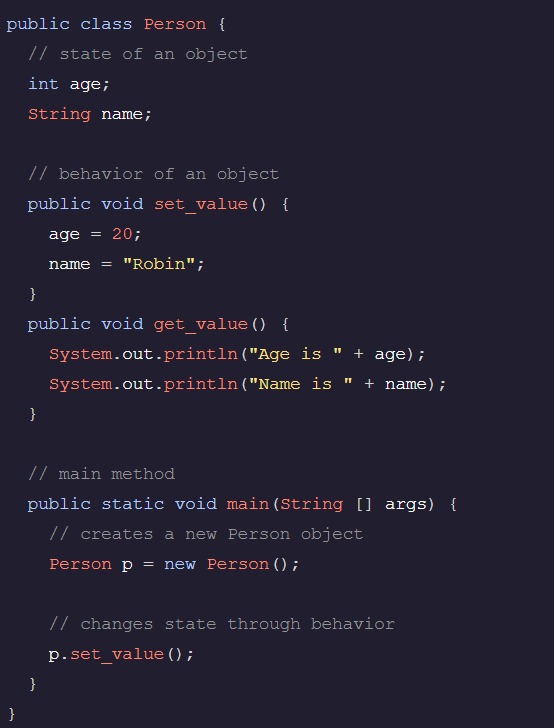 public class Person {
  // state of an object
  int age;
  String name;

  // behavior of an object
  public void set_value() {
    age = 20;
    name = "Robin";
  }
  public void get_value() {
    System.out.println("Age is " + age);
    System.out.println("Name is " + name);
  }

  // main method
  public static void main(String [] args) {
    // creates a new Person object
    Person p = new Person();

    // changes state through behavior
    p.set_value();
  }
}